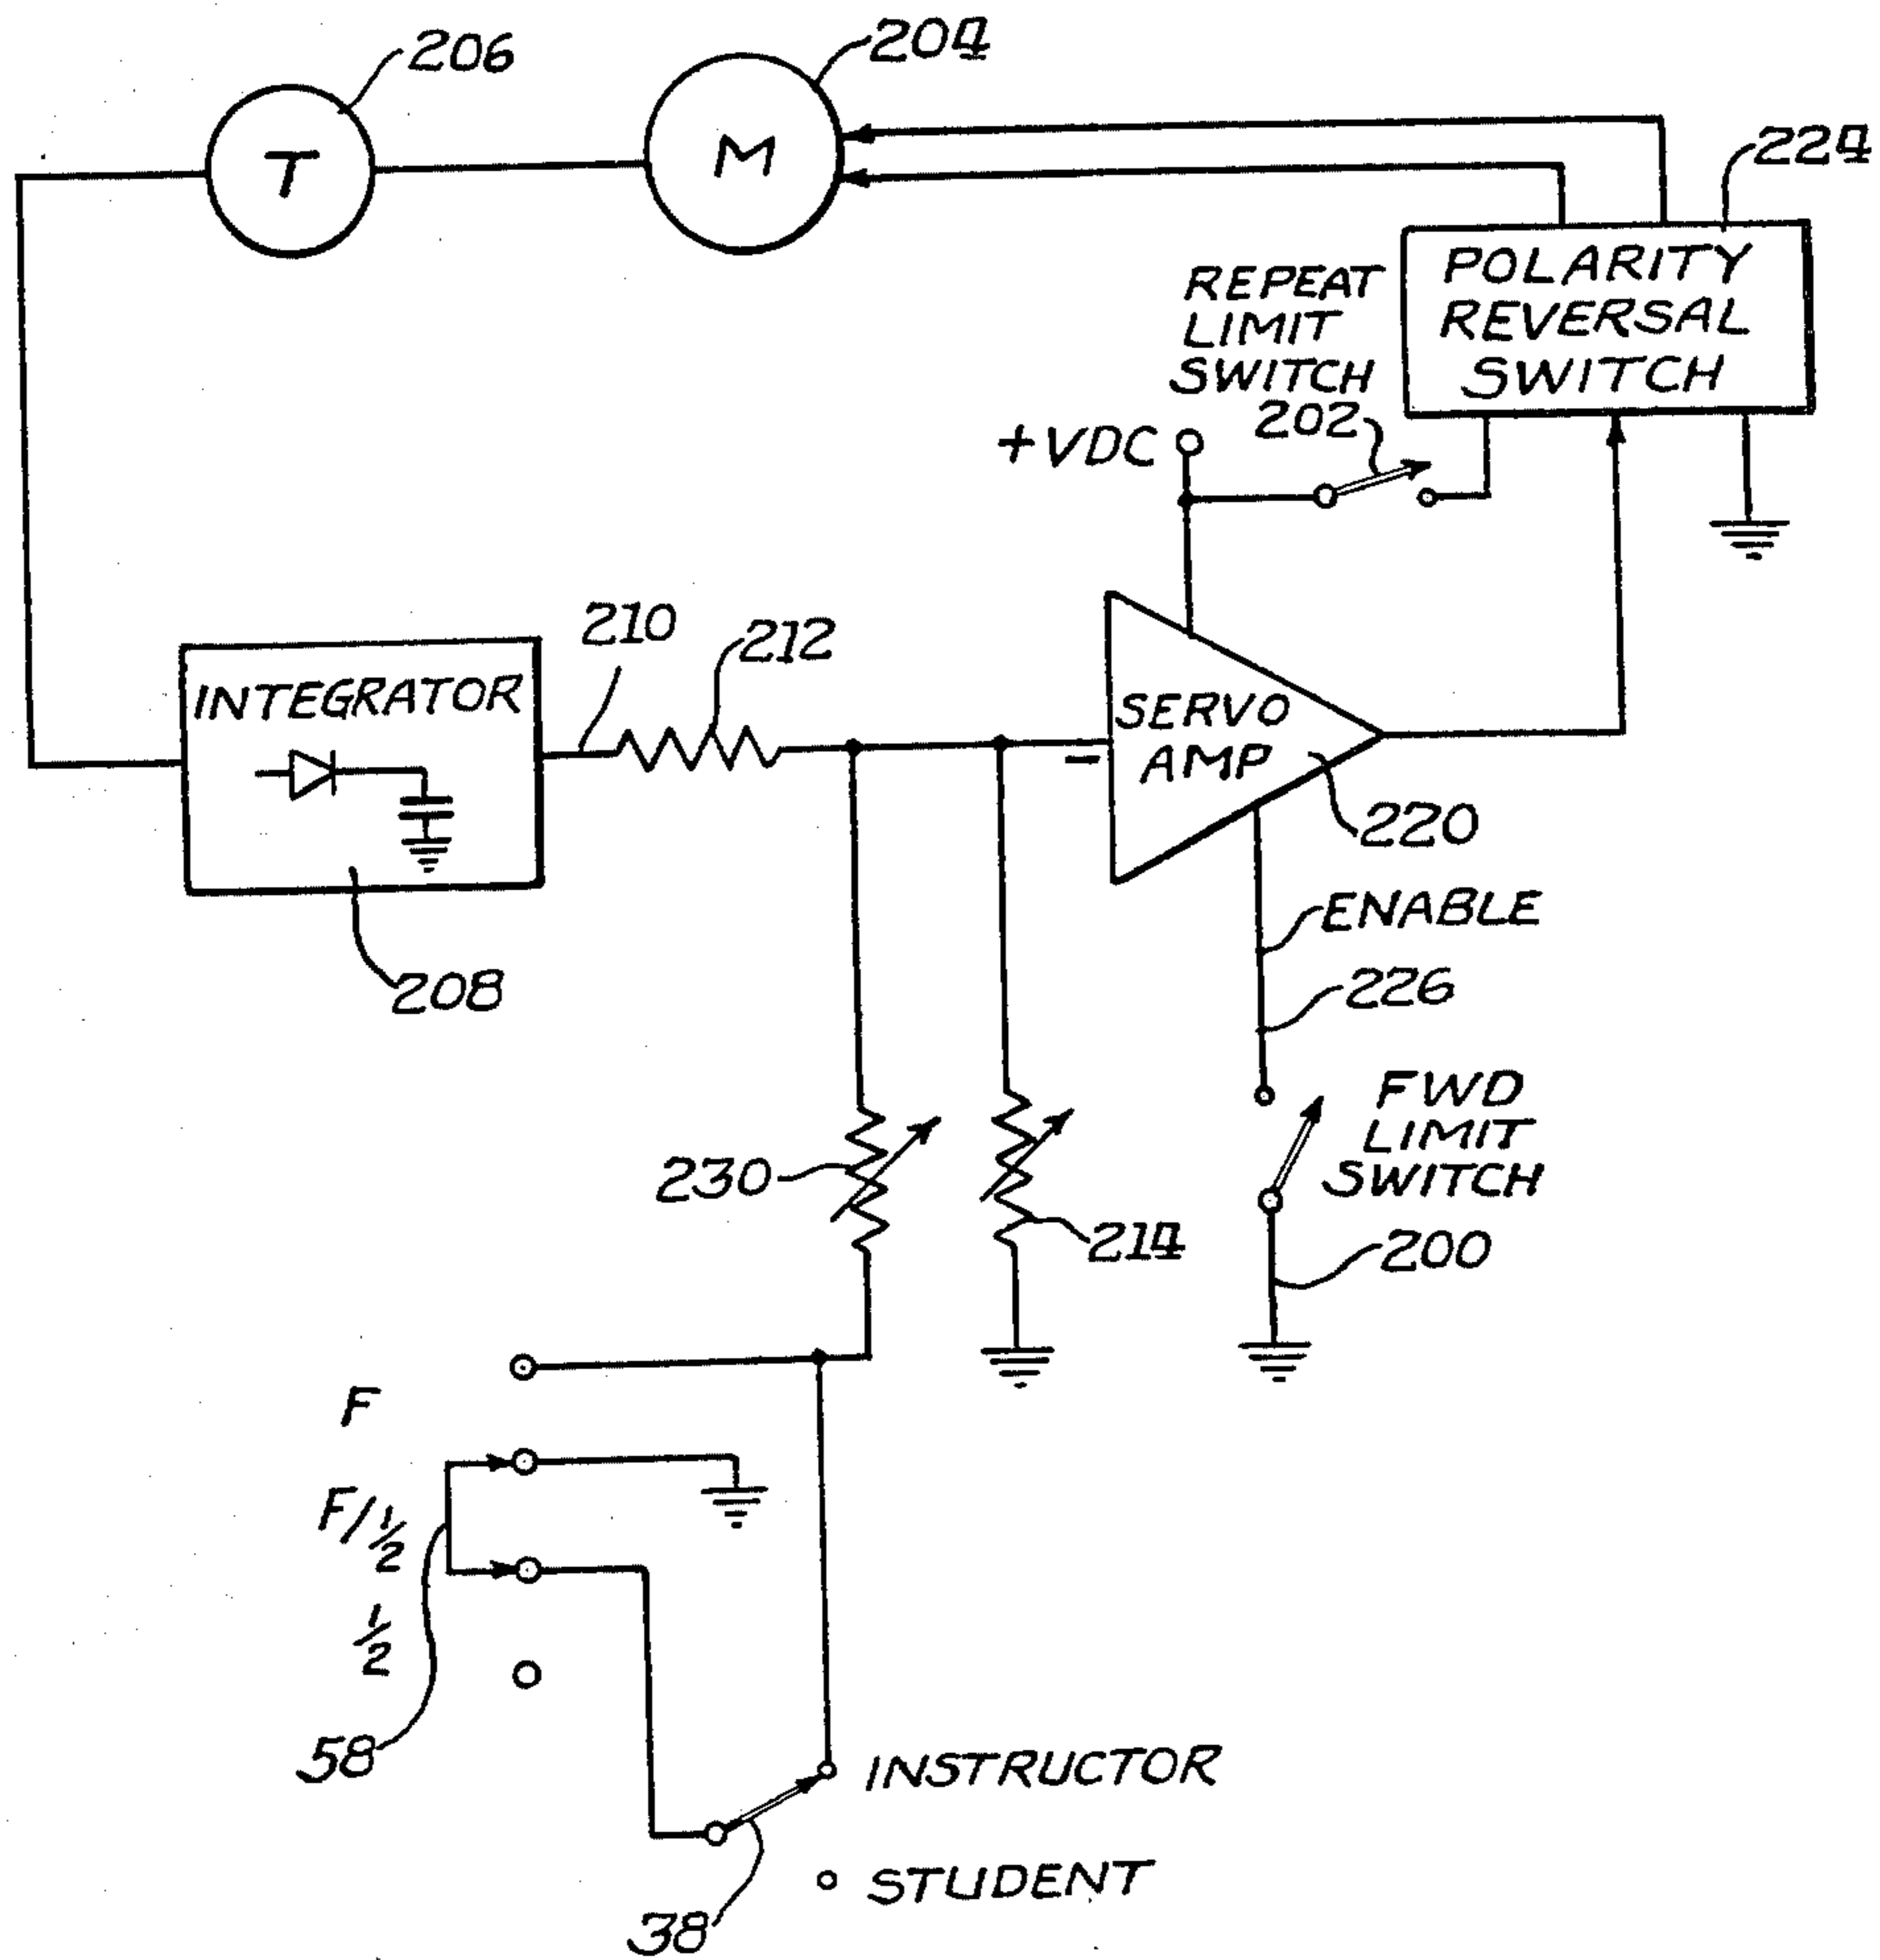 206
204
T
M
224
POLARITY
REVERSAL
SWITCH
REPEAT
LIMIT
SWITCH
202
+VDC
210
212
INTEGRATOR
SERVO
AMP
-
220
208
ENABLE
226
FWD
LIMIT
SWITCH
230
214
200
F
F/½
½
58
INSTRUCTOR
STUDENT
38